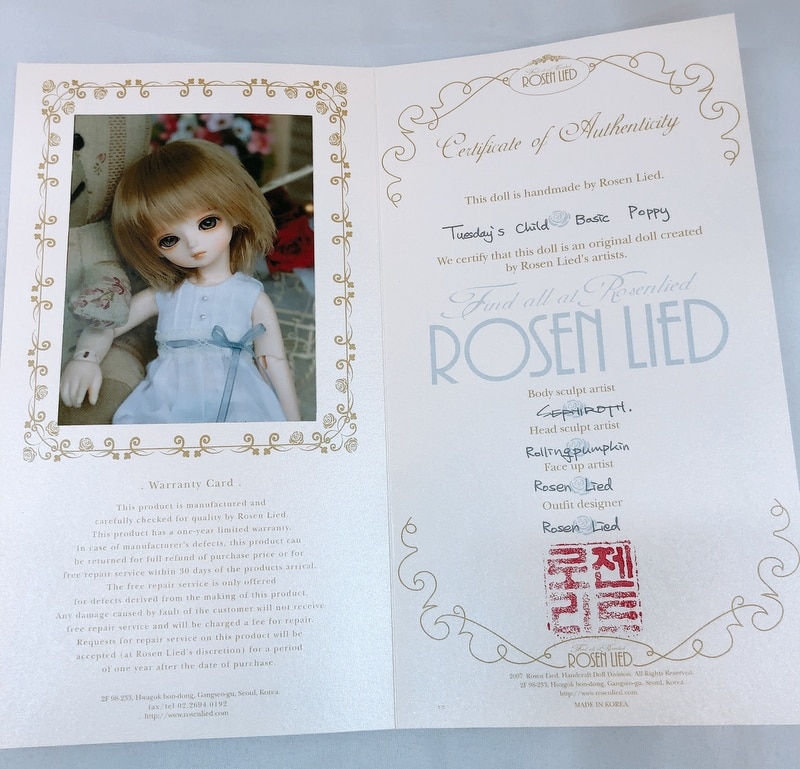 . Warranty Card .
This product is manufactured and
carefully checked for quality by Rosen Lied.
This product has a one-year limited warranty.
In case of manufacturer's defects, this product can
be returned for full refund of purchase price or for
free repair service within 30 days of the products arrical.
The free repair service is only offered
for defects derived from the making of this product.
Any damage caused by fault of the customer will not receive
free repair service and will be charged a fee for repair.
Requests for repair service on this product will be
accepted (at Rosen Lied's discretion) for a period
of one year after the date of purchase.
2F 98-233, Hwagok bon-dong, Gangseo-gu, Seoul, Korea.
fax/tel 02.2694.0192
http://www.rosenlied.com
ROSEN LIED
Certificate of Authenticity
This doll is handmade by Rosen Lied.
Tuesday's Child Basic Poppy
We certify that this doll is an original doll created
by Rosen Lied's artists.
Find all at Rosenlied
ROSEN LIED
Body sculpt artist
CEPHIROTH.
Head sculpt artist
Rollingpumpkin
Face up artist
Rosen Lied
Outfit designer
Rosen Lied
로젠
리트
Find all at Rosenlied
ROSEN LIED
2007. Rosen Lied. Handcraft Doll Division. All Rights Reserved.
2F 98-233, Hwagok bon-dong, Gangseo-gu, Seoul, Korea.
http://www.rosenlied.com
MADE IN KOREA